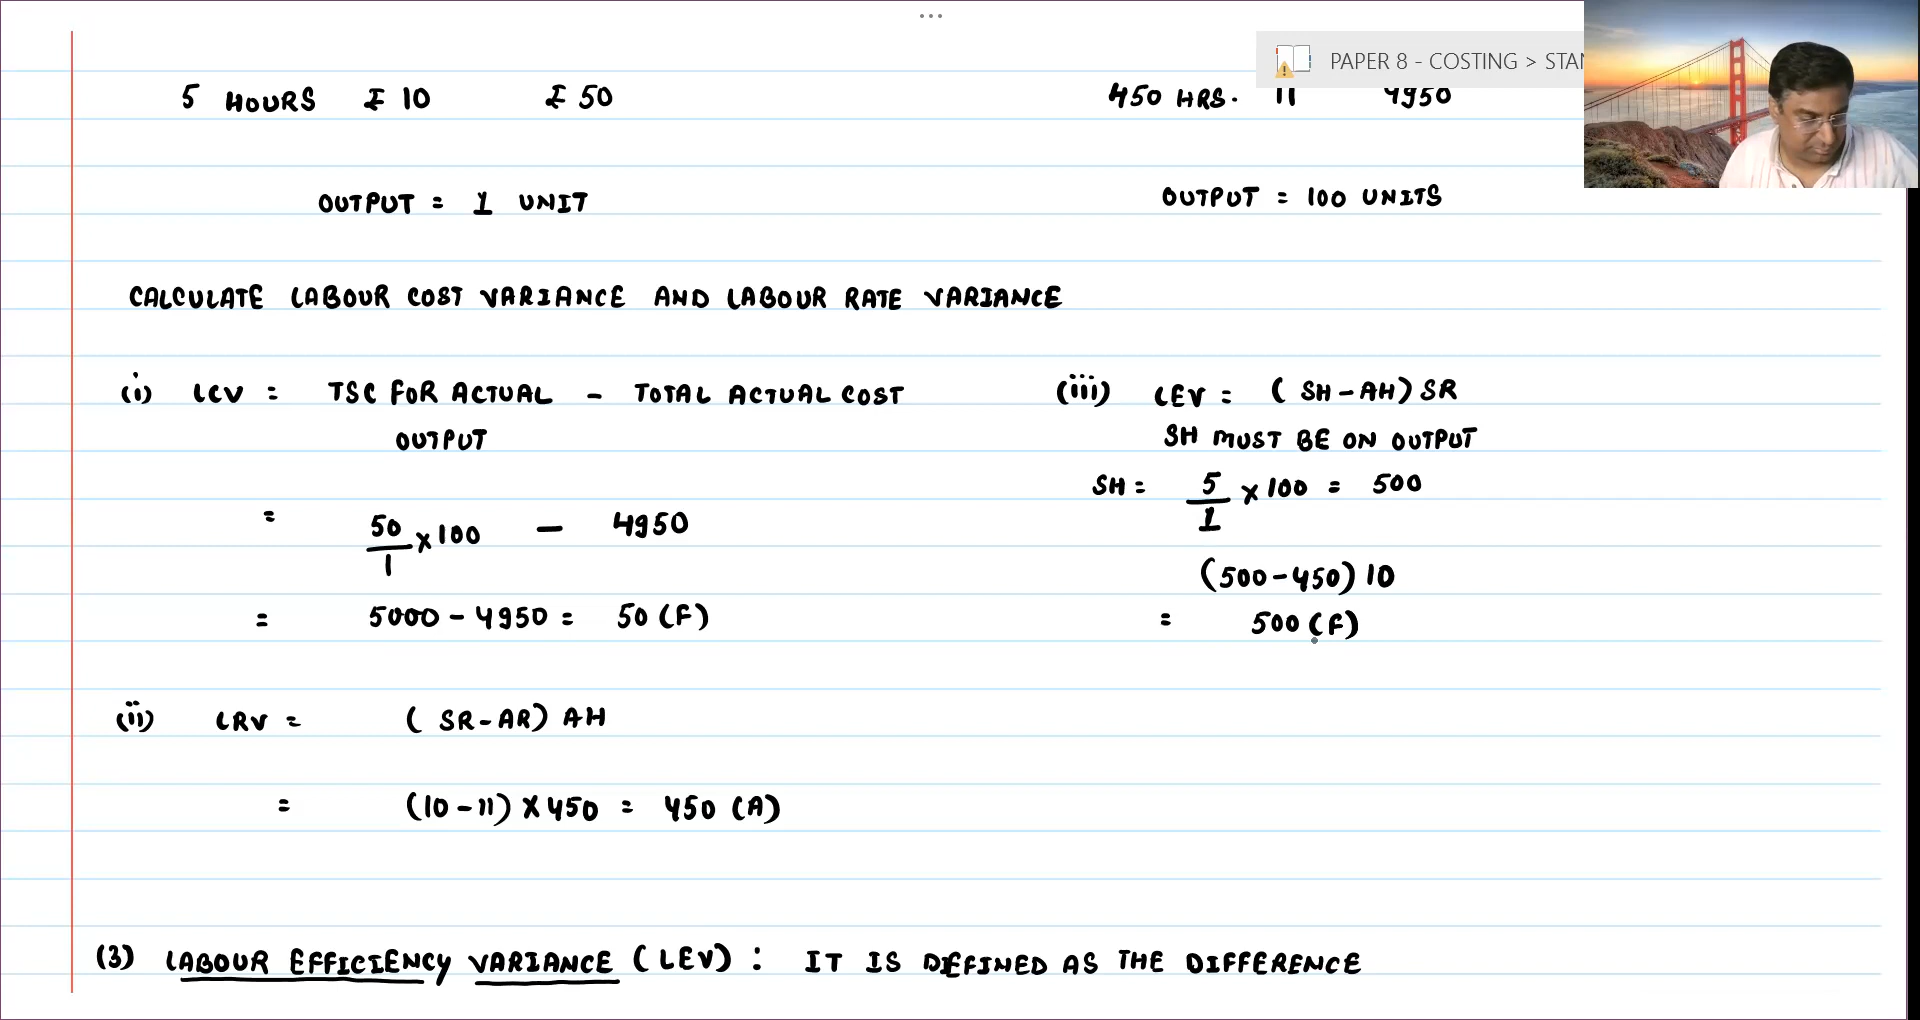 PAPER 8 - COSTING > STAN
5 HOURS ₤ 10 ₤ 50
450 HRS. 11 4950
OUTPUT = 1 UNIT
OUTPUT = 100 UNITS
CALCULATE LABOUR COST VARIANCE AND LABOUR RATE VARIANCE
(i) LCV = TSC FOR ACTUAL - TOTAL ACTUAL COST
OUTPUT
= 50/1 × 100 - 4950
= 5000 - 4950 = 50 (F)
(ii) LRV = (SR-AR) AH
= (10-11) × 450 = 450 (A)
(iii) LEV = (SH-AH) SR
SH MUST BE ON OUTPUT
SH = 5/1 × 100 = 500
(500-450) 10
= 500 (F)
(3) LABOUR EFFICIENCY VARIANCE (LEV) : IT IS DEFINED AS THE DIFFERENCE